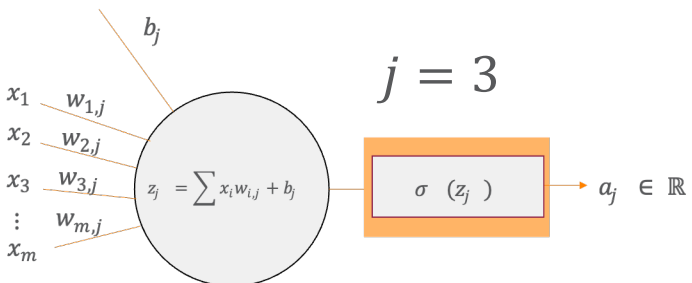 b_j
j = 3
x_1 w_{1,j}
x_2 w_{2,j}
x_3 w_{3,j}
z_j = ∑ x_i w_{i,j} + b_j
σ (z_j )
a_j ∈ ℝ
⋮
x_m w_{m,j}